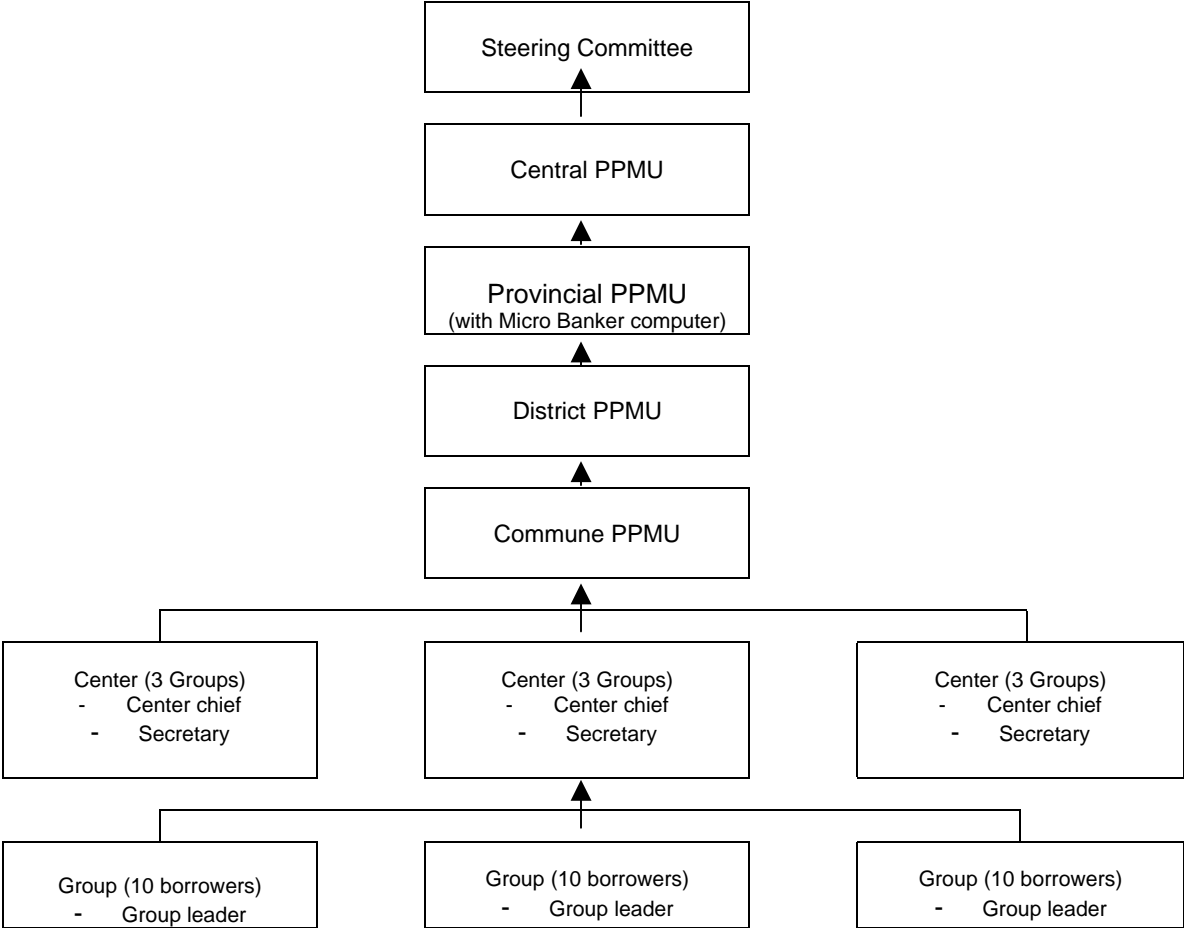 Steering Committee
Central PPMU
Provincial PPMU
(with Micro Banker computer)
District PPMU
Commune PPMU
Center (3 Groups)
- Center chief
- Secretary
Center (3 Groups)
- Center chief
- Secretary
Center (3 Groups)
- Center chief
- Secretary
Group (10 borrowers)
- Group leader
Group (10 borrowers)
- Group leader
Group (10 borrowers)
- Group leader